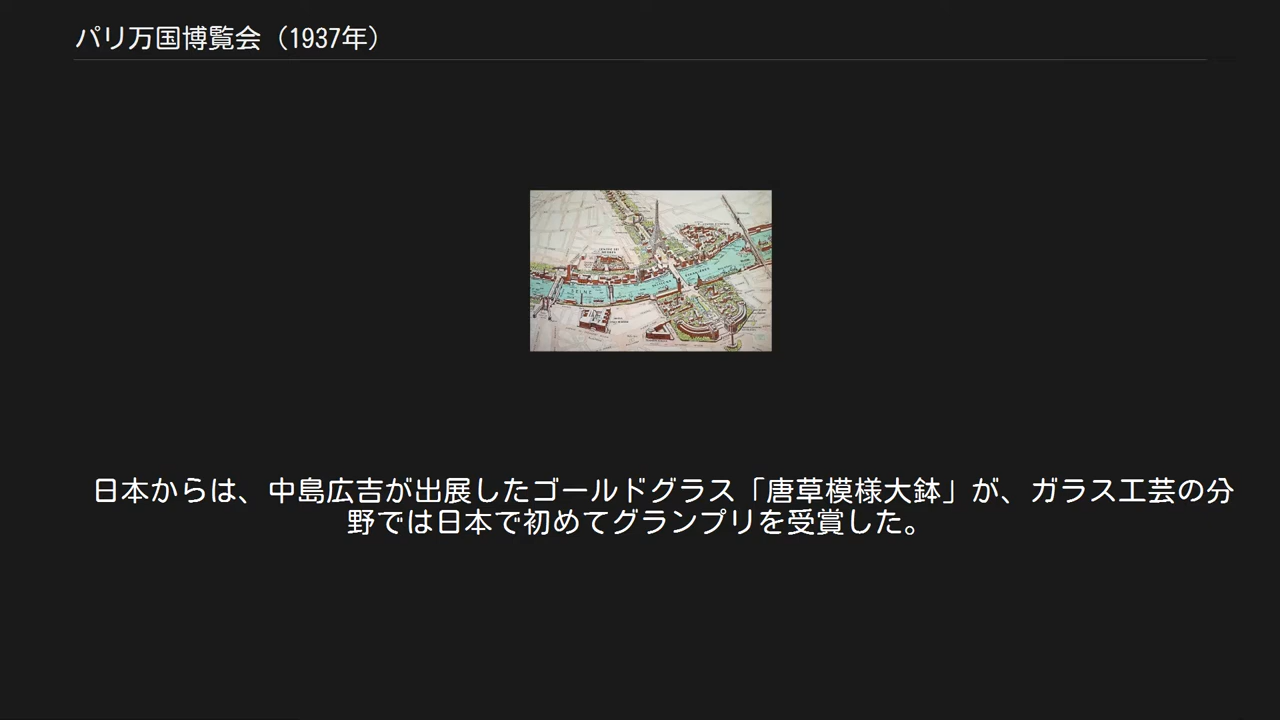 パリ万国博覧会（1937年）
日本からは、中島広吉が出展したゴールドグラス「唐草模様大鉢」が、ガラス工芸の分
野では日本で初めてグランプリを受賞した。